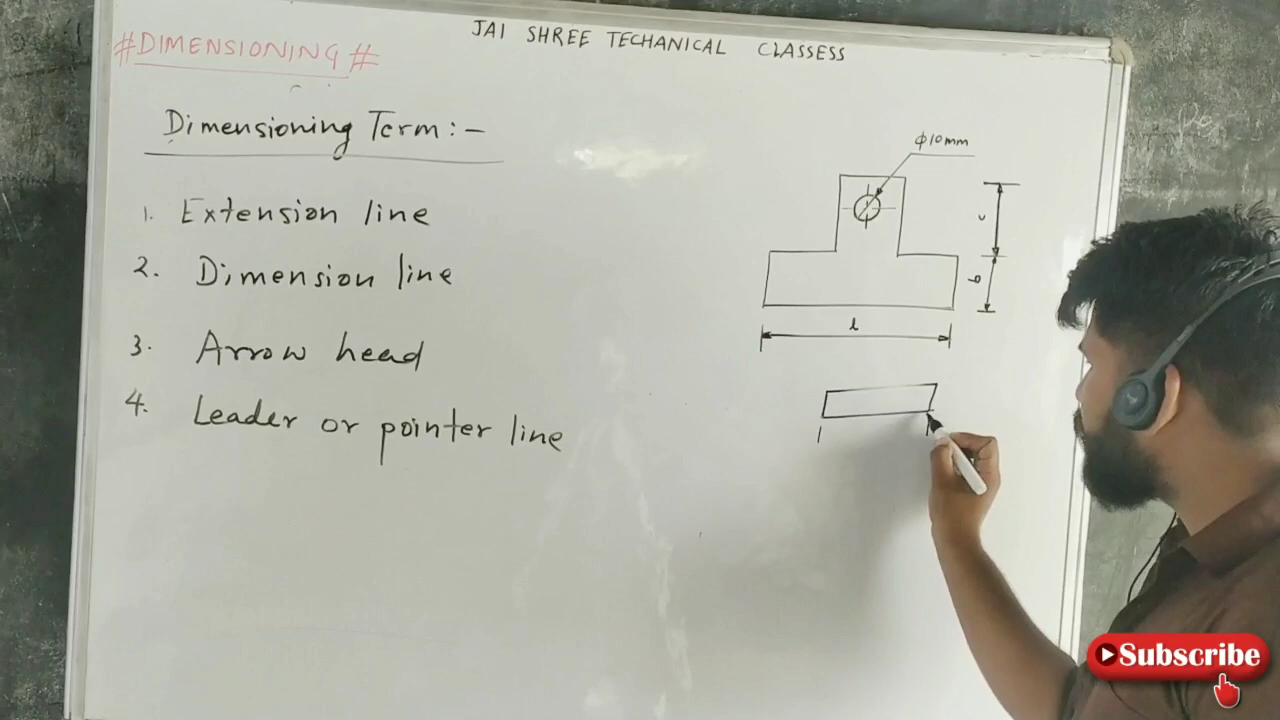 JAI SHREE TECHANICAL CLASSESS
#DIMENSIONING#
Dimensioning Term:-
1. Extension line
2. Dimension line
3. Arrow head
4. Leader or pointer line
ϕ10mm
c
b
l
Subscribe